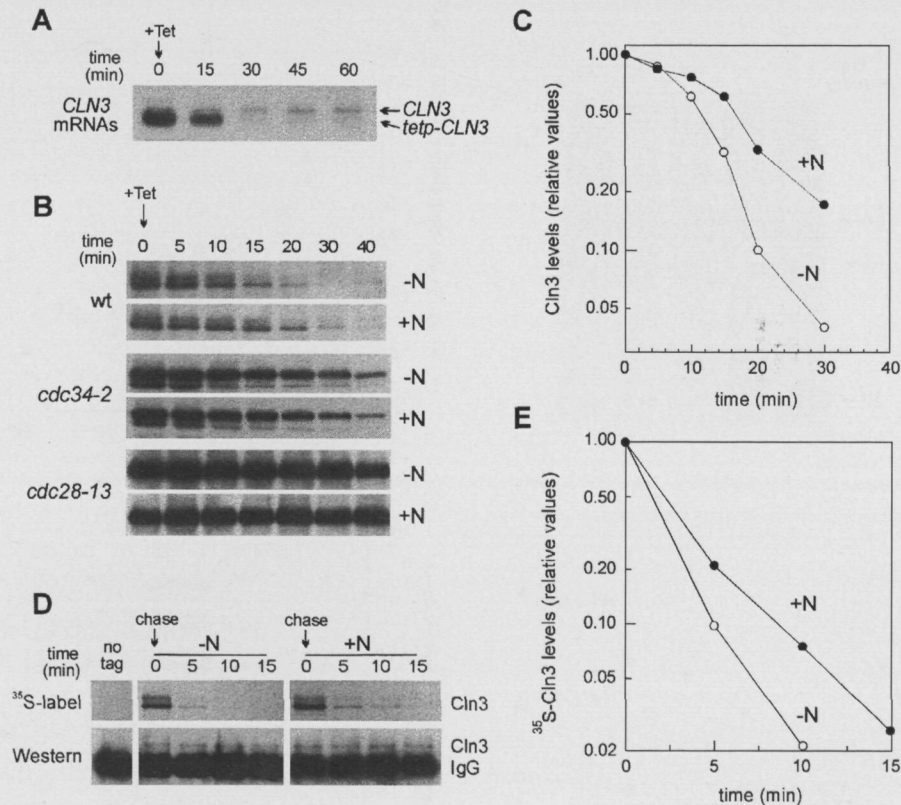 A
+Tet
time (min) 0 15 30 45 60
CLN3 mRNAs
CLN3
tetp-CLN3
B
+Tet
time (min) 0 5 10 15 20 30 40
wt
-N
+N
cdc34-2
-N
+N
cdc28-13
-N
+N
C
Cln3 levels (relative values)
1.00
0.50
0.20
0.10
0.05
+N
-N
0 10 20 30 40
time (min)
D
chase chase
time (min) no tag -N +N
0 5 10 15 0 5 10 15
35S-label Cln3
Western Cln3
IgG
E
35S-Cln3 levels (relative values)
1.00
0.50
0.20
0.10
0.05
0.02
+N
-N
0 5 10 15
time (min)